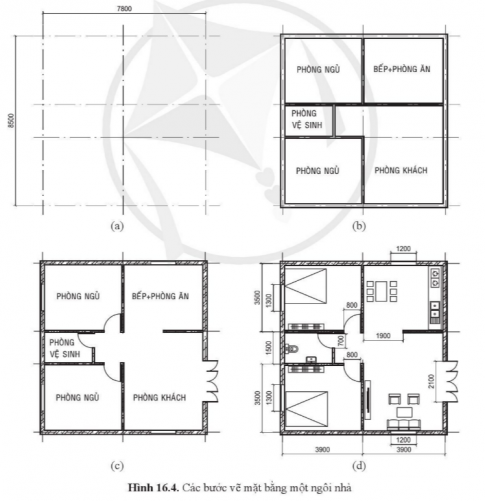 7800
8500
PHÒNG NGỦ
BẾP+PHÒNG ĂN
PHÒNG
VỆ SINH
PHÒNG NGỦ
PHÒNG KHÁCH
(a)
(b)
PHÒNG NGỦ
BẾP+PHÒNG ĂN
PHÒNG
VỆ SINH
PHÒNG NGỦ
PHÒNG KHÁCH
(c)
1200
3500
1300
800
1900
1500
700
800
3500
1300
2100
1200
3900
3900
(d)
Hình 16.4. Các bước vẽ mặt bằng một ngôi nhà